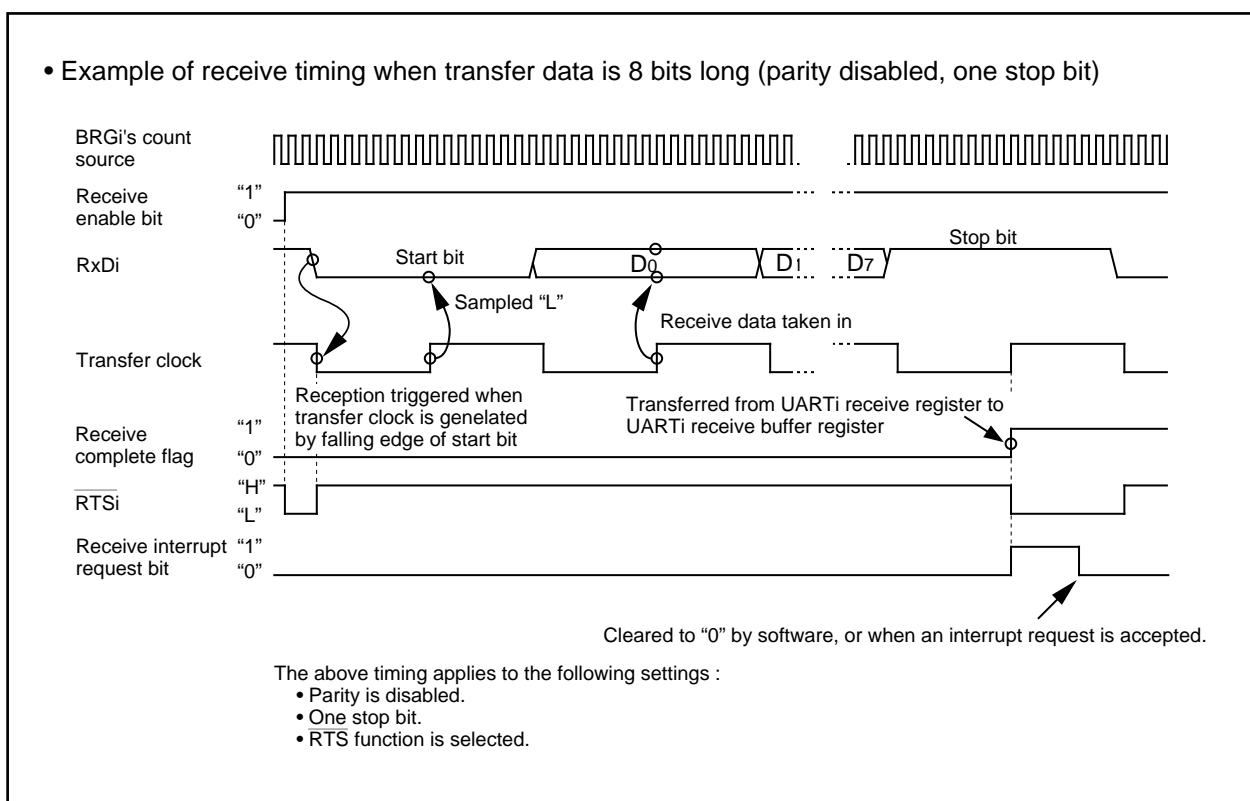 • Example of receive timing when transfer data is 8 bits long (parity disabled, one stop bit)
BRGi's count
source
Receive
enable bit
“1”
“0”
RxDi
Start bit
D0
D1
D7
Stop bit
Sampled “L”
Receive data taken in
Transfer clock
Reception triggered when
transfer clock is genelated
by falling edge of start bit
Transferred from UARTi receive register to
UARTi receive buffer register
Receive
complete flag
“1”
“0”
RTSi
“H”
“L”
Receive interrupt
request bit
“1”
“0”
Cleared to “0” by software, or when an interrupt request is accepted.
The above timing applies to the following settings :
• Parity is disabled.
• One stop bit.
• RTS function is selected.